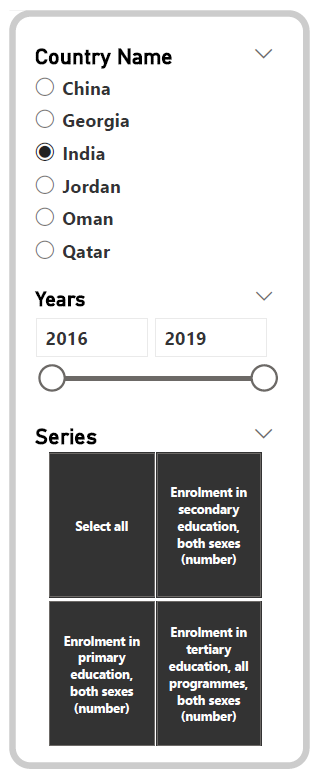 Country Name
China
Georgia
India
Jordan
Oman
Qatar
Years
2016 2019
Series
Select all
Enrolment in
secondary
education,
both sexes
(number)
Enrolment in
primary
education,
both sexes
(number)
Enrolment in
tertiary
education, all
programmes,
both sexes
(number)